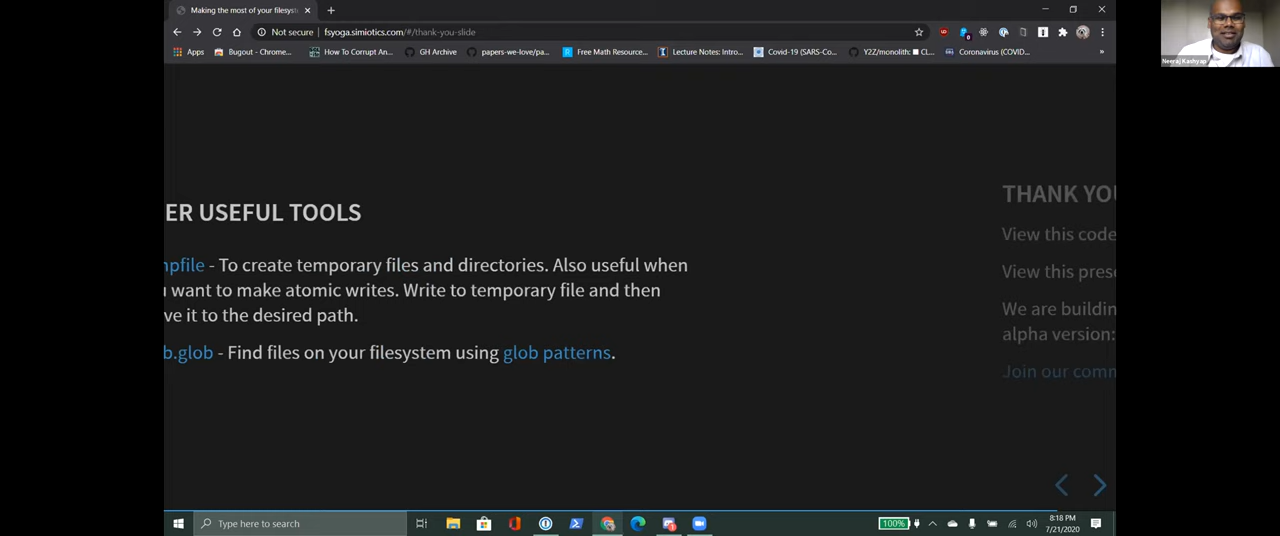 Making the most of your filesyst
Not secure | fsyoga.simiotics.com/#/thank-you-slide
Apps
Bugout - Chrome...
How To Corrupt An...
GH Archive
papers-we-love/pa...
Free Math Resource...
Lecture Notes: Intro...
Covid-19 (SARS-Co...
Y2Z/monolith: ■ CL...
Coronavirus (COVID...
»
Neeraj Kashyap
ER USEFUL TOOLS
npfile - To create temporary files and directories. Also useful when
u want to make atomic writes. Write to temporary file and then
ve it to the desired path.
b.glob - Find files on your filesystem using glob patterns.
THANK YOU
View this code
View this prese
We are buildin
alpha version:
Join our comm
Type here to search
100%
8:18 PM
7/21/2020